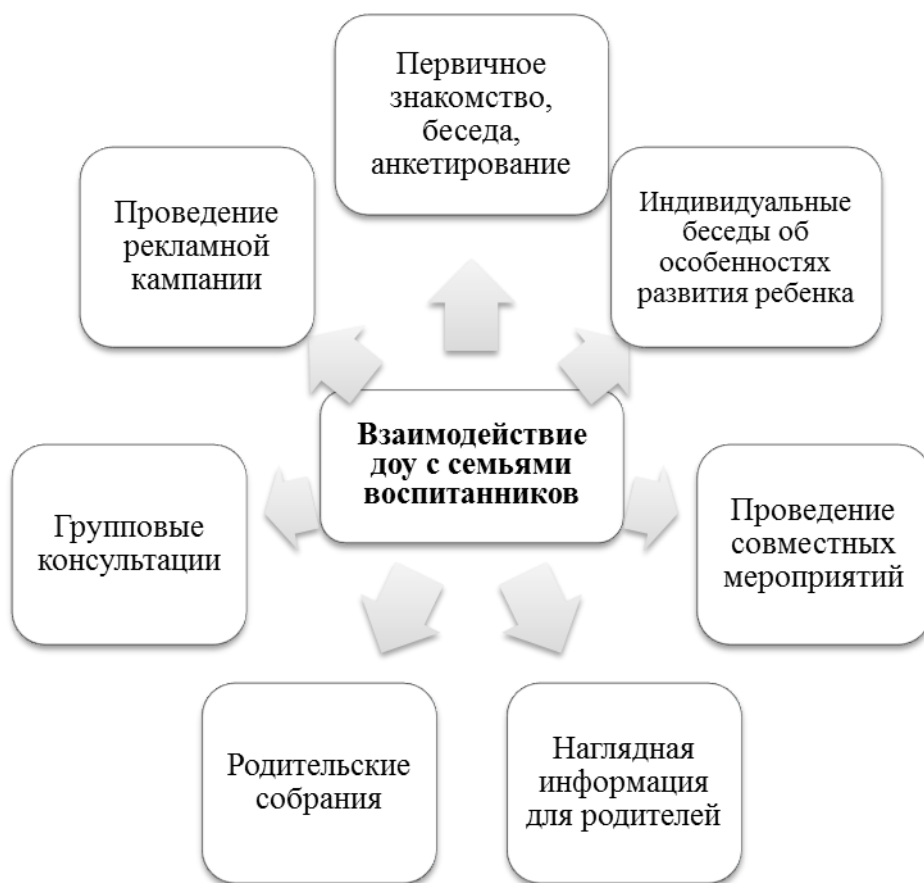 Первичное
знакомство,
беседа,
анкетирование
Проведение
рекламной
кампании
Индивидуальные
беседы об
особенностях
развития ребенка
Взаимодействие
доу с семьями
воспитанников
Групповые
консультации
Проведение
совместных
мероприятий
Родительские
собрания
Наглядная
информация
для родителей